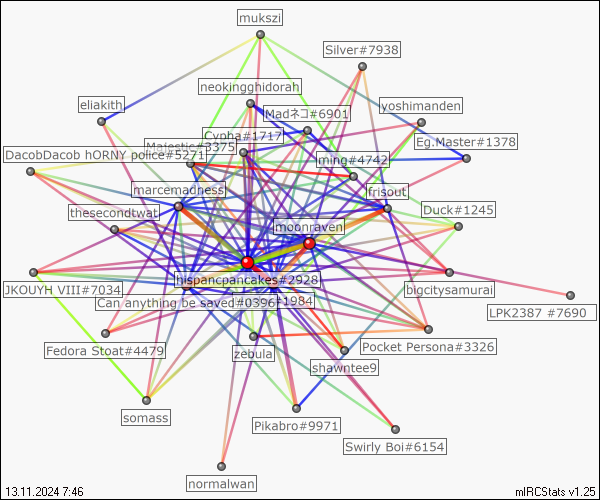 mukszi
Silver#7938
neokingghidorah
eliakith
Madネコ#6901
yoshimanden
Cypha#1717
Eg.Master#1378
Majestic#3375
DacobDacob hORNY police#5271
ming#4742
marcemadness
frisout
thesecondtwat
Duck#1245
moonraven
hispancpancakes#2928
JKOUYH VIII#7034
bigcitysamurai
Can anything be saved#0396
#1984
LPK2387 #7690
Fedora Stoat#4479
zebula
Pocket Persona#3326
shawntee9
somass
Pikabro#9971
Swirly Boi#6154
normalwan
13.11.2024 7:46
mIRCStats v1.25